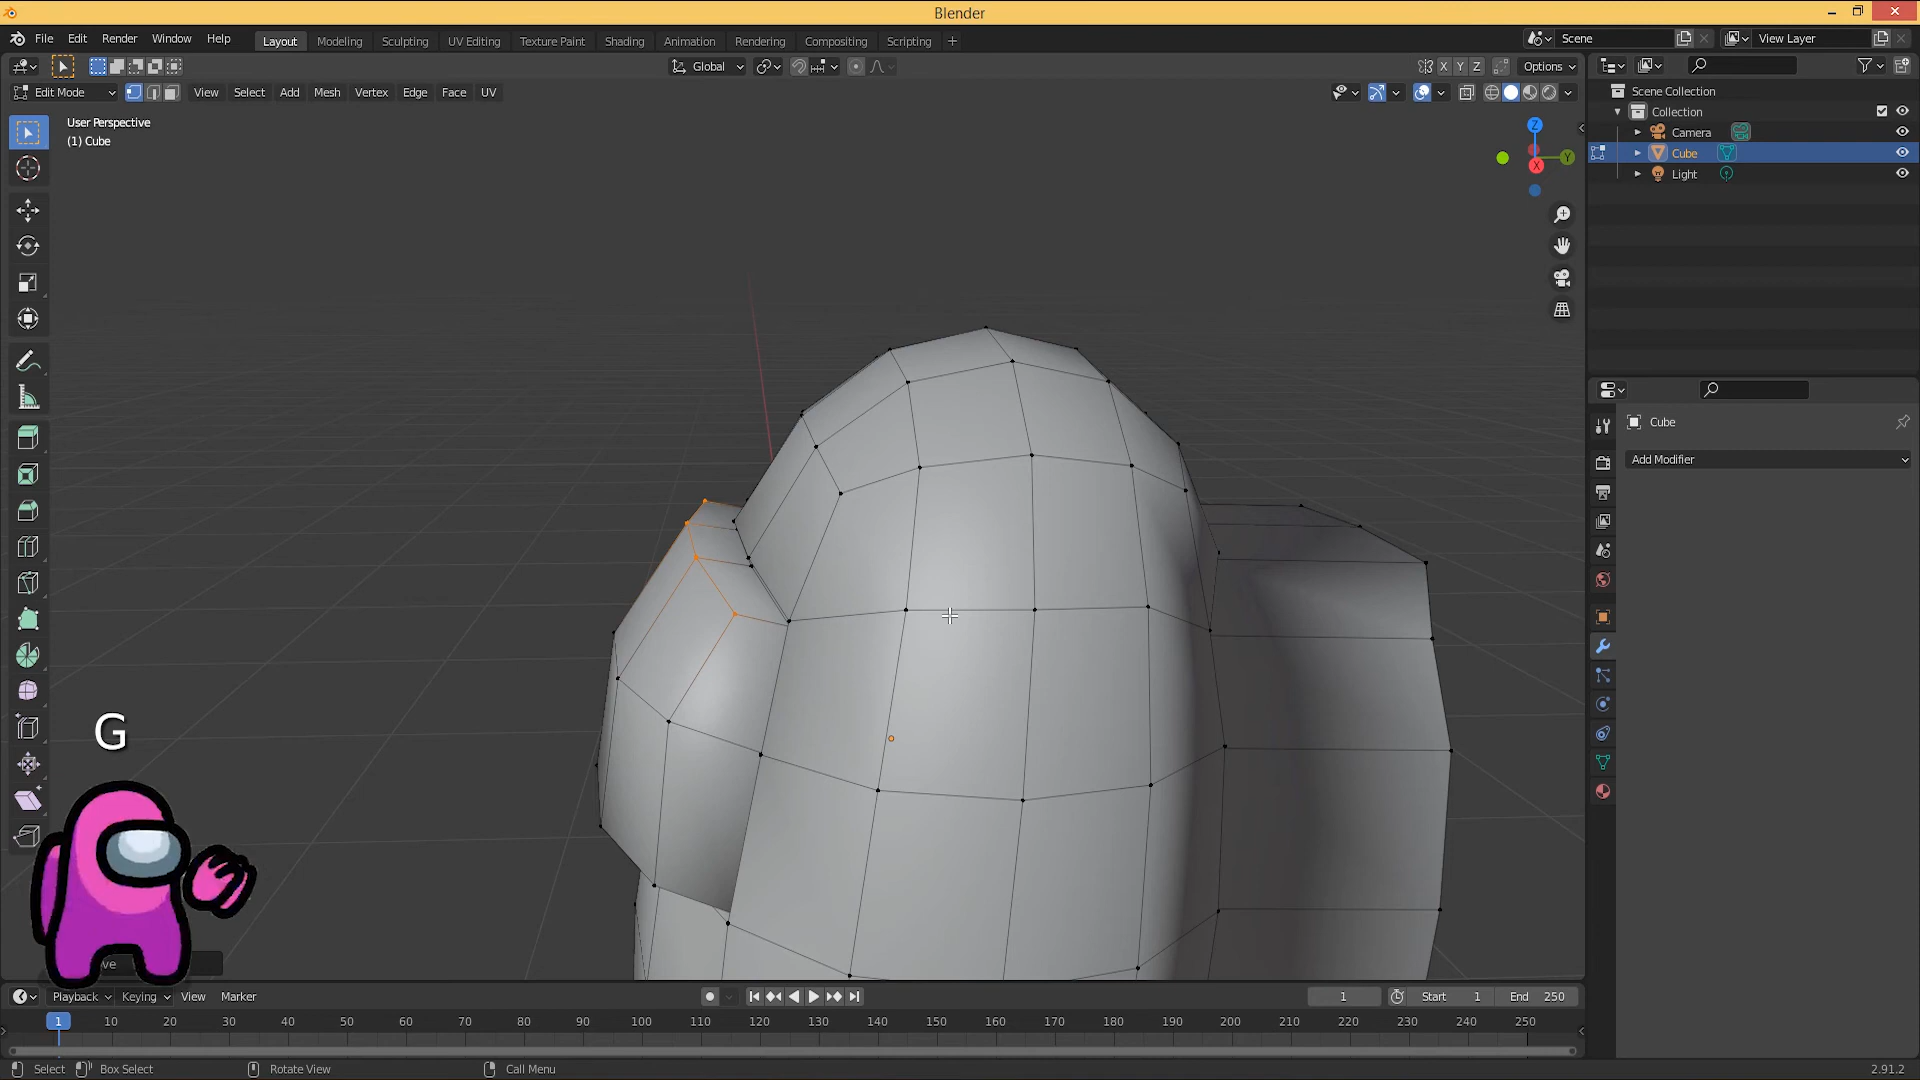 Blender
File Edit Render Window Help Layout Modeling Sculpting UV Editing Texture Paint Shading Animation Rendering Compositing Scripting + Scene View Layer
Global X Y Z Options
Edit Mode View Select Add Mesh Vertex Edge Face UV
User Perspective
(1) Cube
Z
Y
X
Scene Collection
Collection
Camera
Cube
Light
Cube
Add Modifier
G
ve
Playback Keying View Marker 1 Start 1 End 250
1 10 20 30 40 50 60 70 80 90 100 110 120 130 140 150 160 170 180 190 200 210 220 230 240 250
Select Box Select Rotate View Call Menu 2.91.2